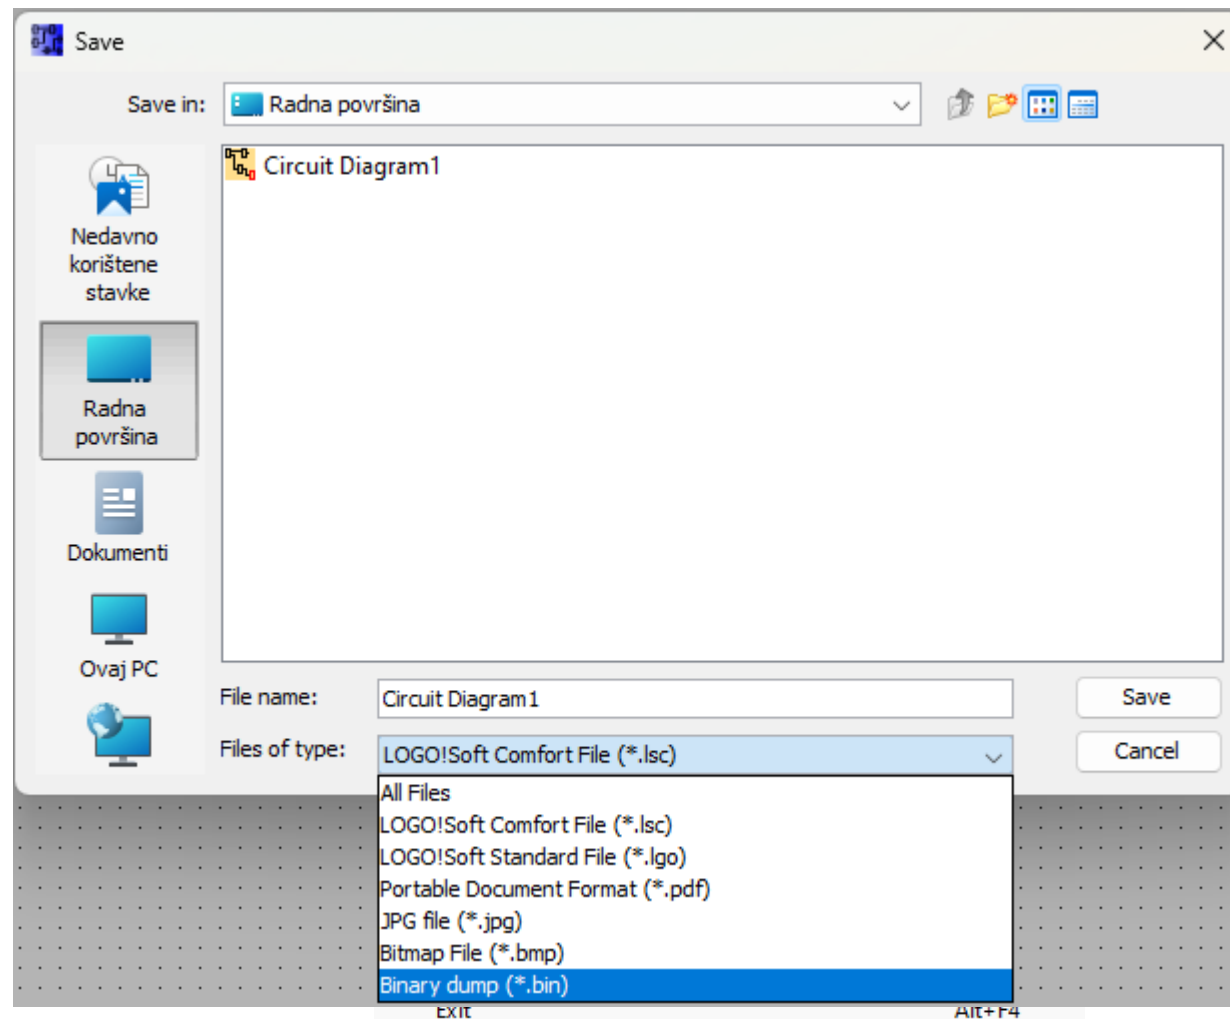 Save
Save in:
Radna površina
Circuit Diagram1
Nedavno
korištene
stavke
Radna
površina
Dokumenti
Ovaj PC
File name:
Circuit Diagram1
Save
Files of type:
LOGO!Soft Comfort File (*.lsc)
Cancel
All Files
LOGO!Soft Comfort File (*.lsc)
LOGO!Soft Standard File (*.lgo)
Portable Document Format (*.pdf)
JPG file (*.jpg)
Bitmap File (*.bmp)
Binary dump (*.bin)
Exit Alt+F4